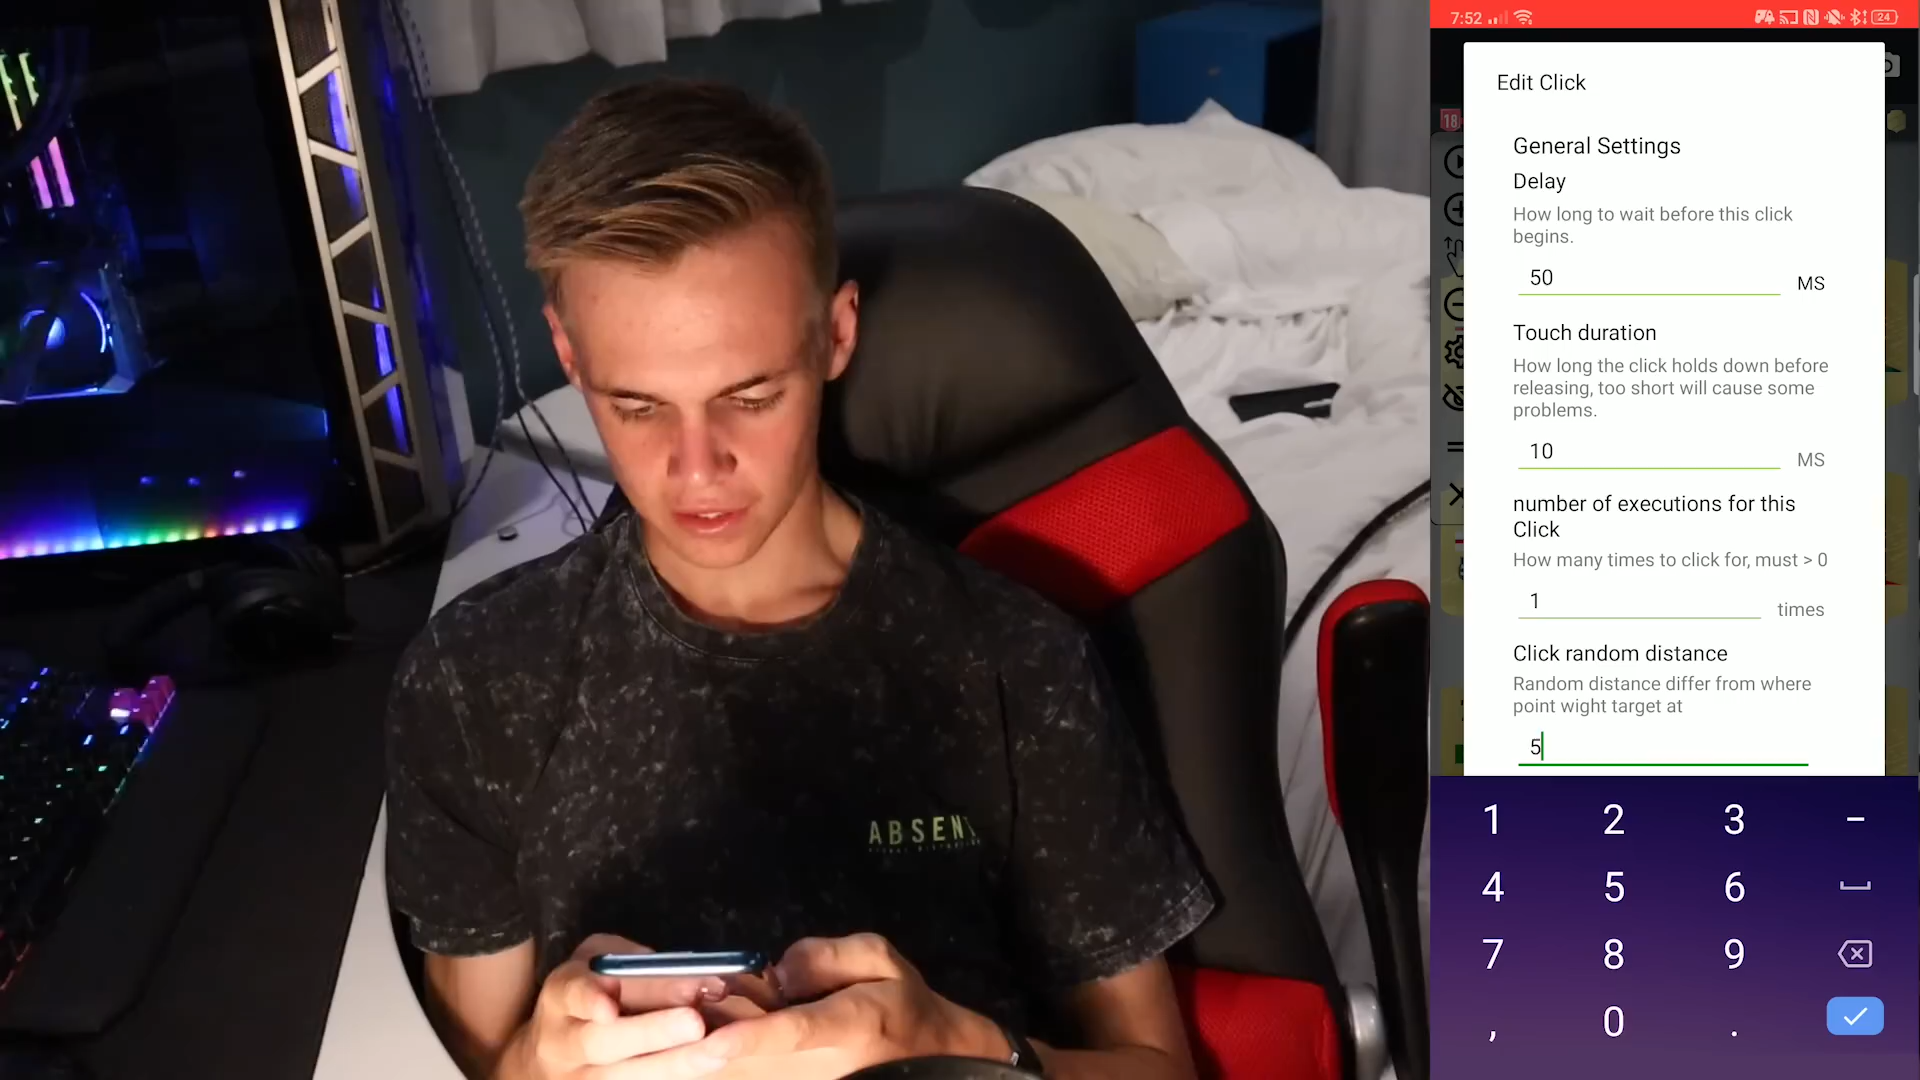 7:52
24
Edit Click
18
General Settings
Delay
How long to wait before this click
begins.
50 MS
Touch duration
How long the click holds down before
releasing, too short will cause some
problems.
10 MS
number of executions for this
Click
How many times to click for, must > 0
1 times
Click random distance
Random distance differ from where
point wight target at
5
1 2 3 -
4 5 6
7 8 9
, 0 .
ABSENT